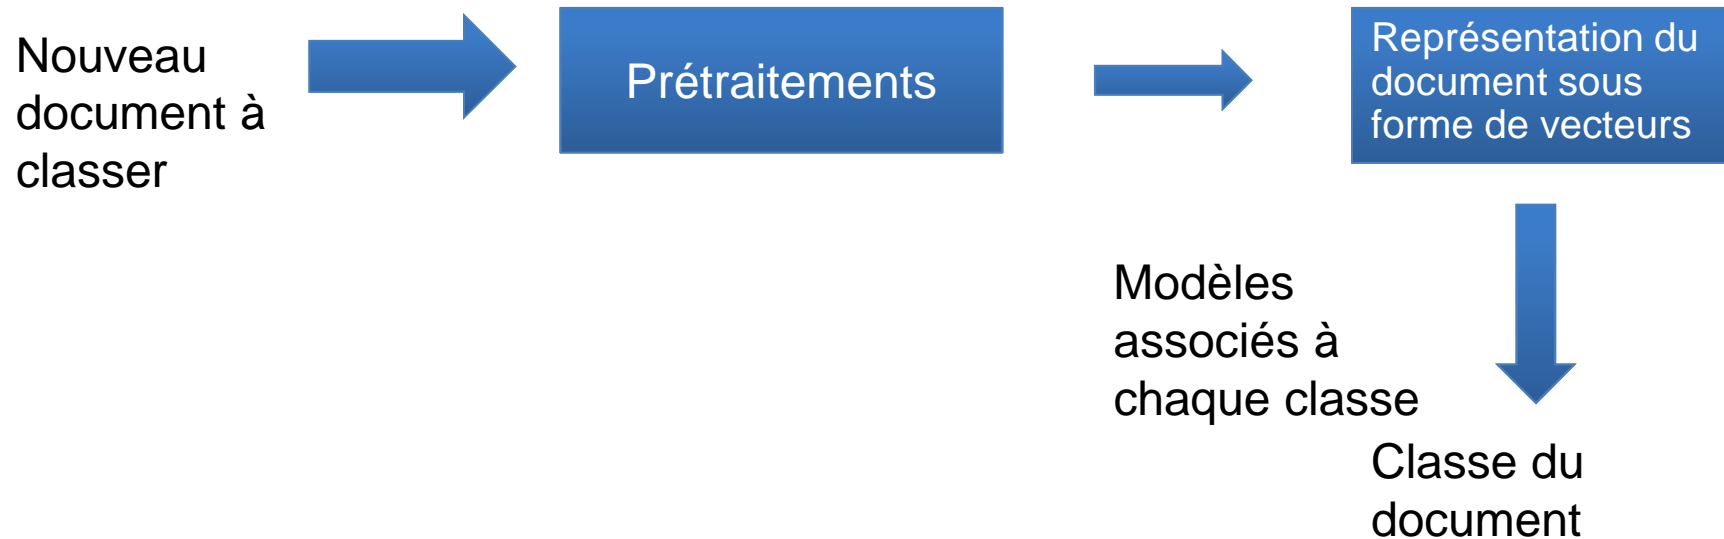 Nouveau
document à
classer
Prétraitements
Représentation du
document sous
forme de vecteurs
Modèles
associés à
chaque classe
Classe du
document